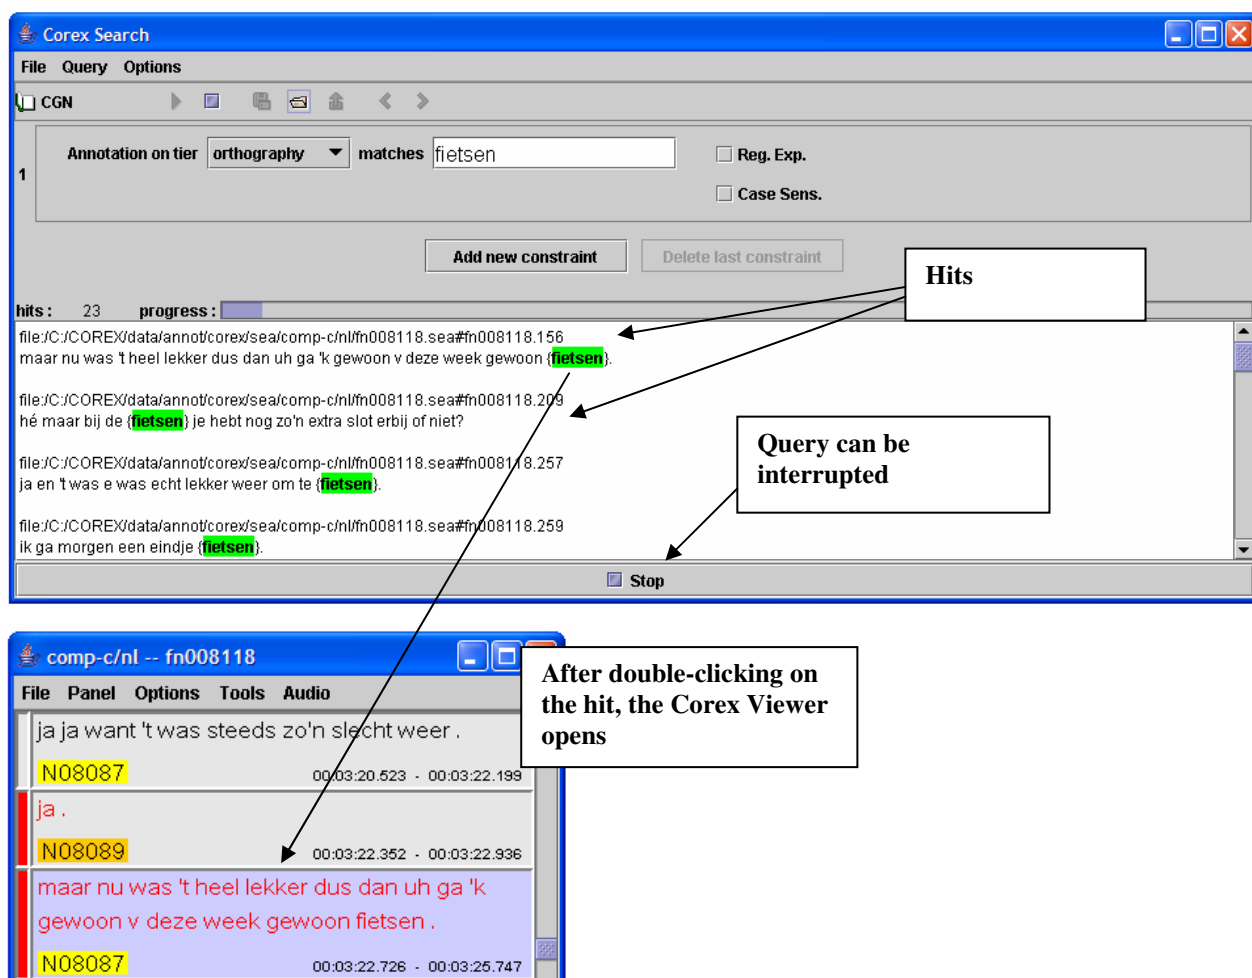 Corex Search
File Query Options
CGN
Annotation on tier orthography matches fietsen Reg. Exp.
1
Case Sens.
Add new constraint Delete last constraint
Hits
hits : 23 progress :
file:/C:/COREX/data/annot/corex/sea/comp-c/nl/fn008118.sea#fn008118.156
maar nu was 't heel lekker dus dan uh ga 'k gewoon v deze week gewoon {fietsen}.
file:/C:/COREX/data/annot/corex/sea/comp-c/nl/fn008118.sea#fn008118.209
hé maar bij de {fietsen} je hebt nog zo'n extra slot erbij of niet?
Query can be
interrupted
file:/C:/COREX/data/annot/corex/sea/comp-c/nl/fn008118.sea#fn008118.257
ja en 't was e was echt lekker weer om te {fietsen}.
file:/C:/COREX/data/annot/corex/sea/comp-c/nl/fn008118.sea#fn008118.259
ik ga morgen een eindje {fietsen}.
Stop
comp-c/nl -- fn008118
File Panel Options Tools Audio
After double-clicking on
the hit, the Corex Viewer
opens
ja ja want 't was steeds zo'n slecht weer .
N08087 00:03:20.523 - 00:03:22.199
ja .
N08089 00:03:22.352 - 00:03:22.936
maar nu was 't heel lekker dus dan uh ga 'k
gewoon v deze week gewoon fietsen .
N08087 00:03:22.726 - 00:03:25.747